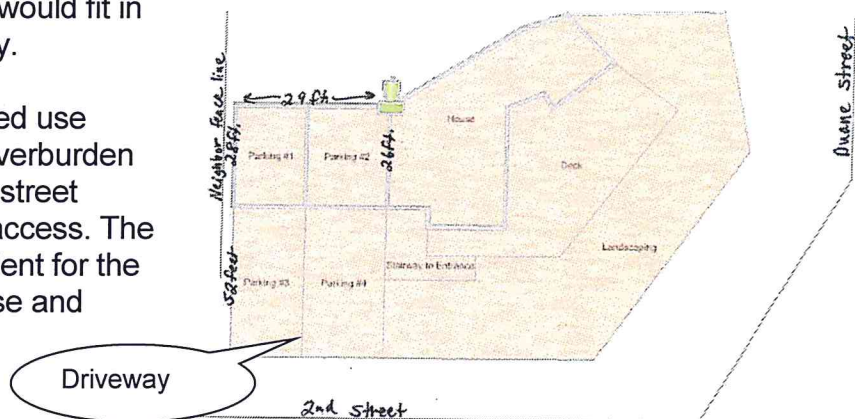 would fit in
y.
ed use
verburden
street
access. The
ent for the
se and
Neighbor fence line
29 ft
28 ft.
26 ft.
52 feet
Parking #1
Parking #2
Parking #3
Parking #4
House
Deck
Stairway to Entrance
Landscaping
Driveway
2nd street
Duane street